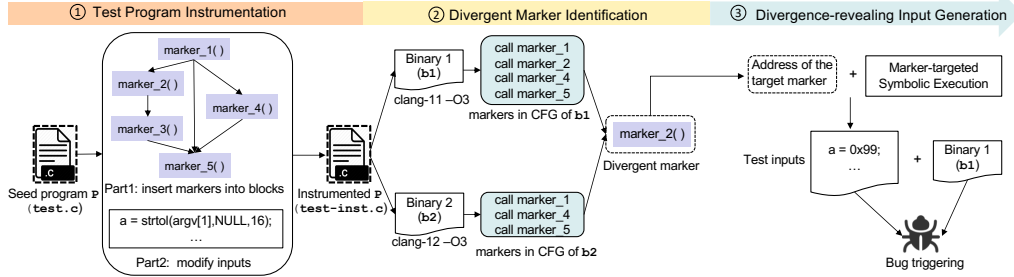 ① Test Program Instrumentation
② Divergent Marker Identification
③ Divergence-revealing Input Generation
marker_1( )
marker_2( )
marker_4( )
marker_3( )
marker_5( )
Part1: insert markers into blocks
a = strtol(argv[1],NULL,16);
…
Part2: modify inputs
.C
Seed program P
(test.c)
.C
Instrumented P
(test-inst.c)
Binary 1
(b1)
clang-11 –O3
call marker_1
call marker_2
call marker_4
call marker_5
markers in CFG of b1
Binary 2
(b2)
clang-12 –O3
call marker_1
call marker_4
call marker_5
markers in CFG of b2
marker_2( )
Divergent marker
Address of the
target marker
+
Marker-targeted
Symbolic Execution
Test inputs
a = 0x99;
…
+
Binary 1
(b1)
Bug triggering